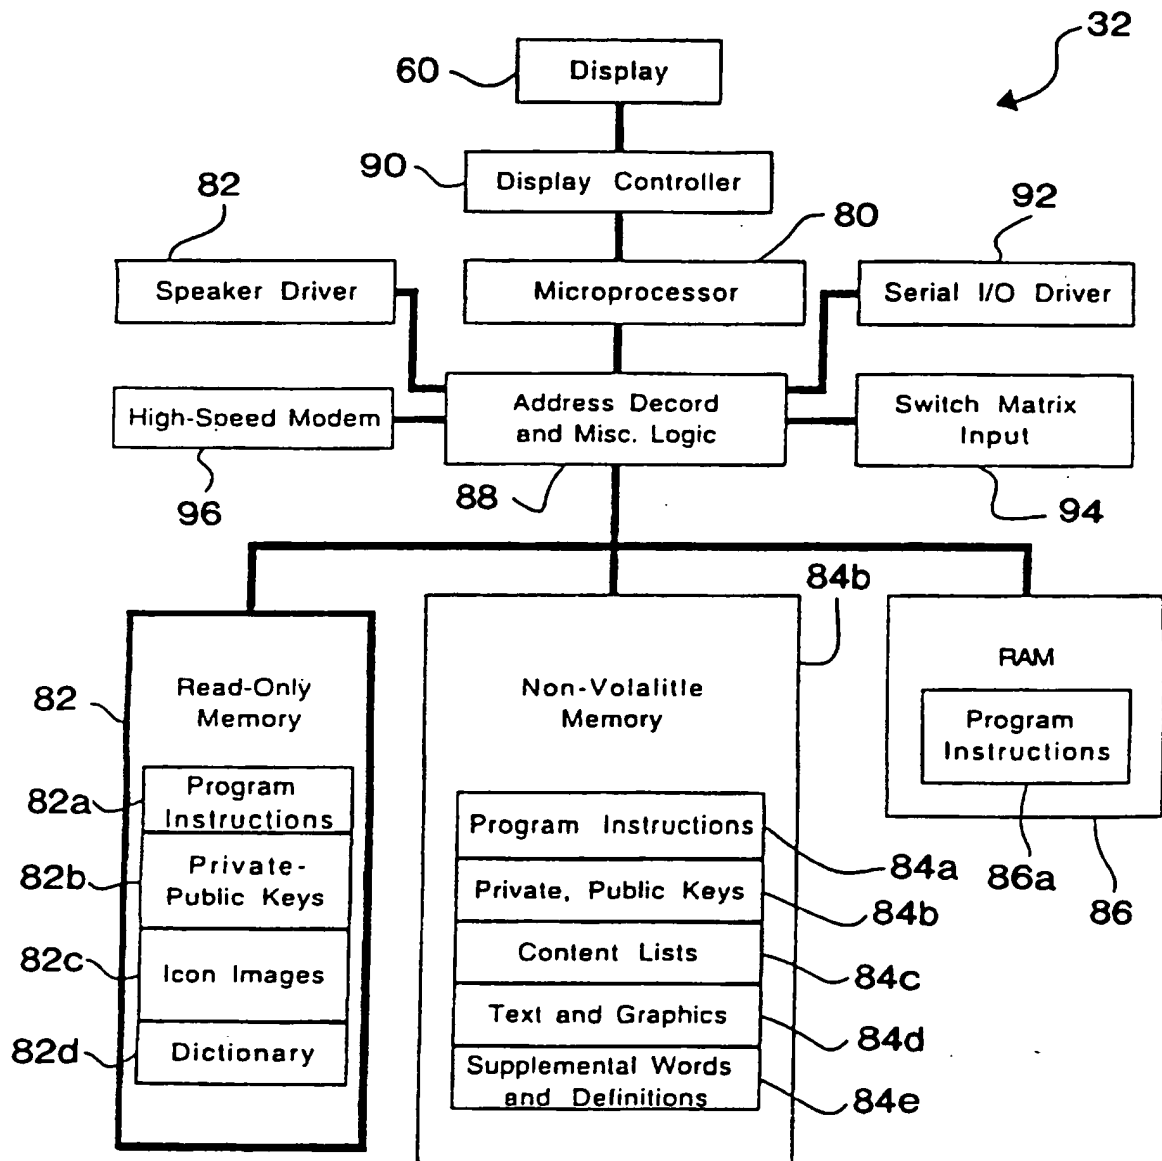 32
60
Display
90
Display Controller
82
80
92
Speaker Driver
Microprocessor
Serial I/O Driver
High-Speed Modem
Address Decord
and Misc. Logic
Switch Matrix
Input
96
88
94
84b
82
Read-Only
Memory
Non-Volalitle
Memory
RAM
Program
Instructions
82a
Program
Instructions
82b
Private-
Public Keys
82c
Icon Images
82d
Dictionary
Program Instructions
84a
Private, Public Keys
84b
Content Lists
84c
Text and Graphics
84d
Supplemental Words
and Definitions
84e
86a
86